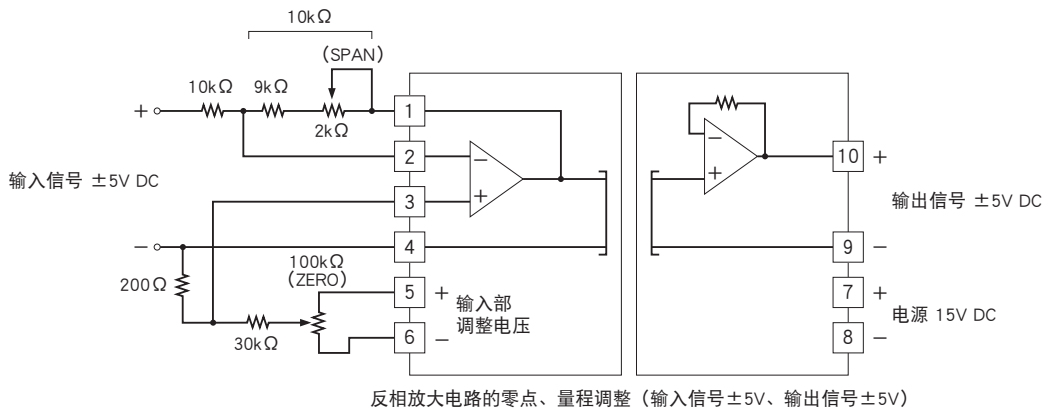 10kΩ
(SPAN)
10kΩ
9kΩ
2kΩ
+
1
2
3
4
5
6
−
+
输入信号 ±5V DC
−
200Ω
100kΩ
(ZERO)
30kΩ
+
−
输入部
调整电压
−
+
10
+
输出信号 ±5V DC
9
−
7
+
电源 15V DC
8
−
反相放大电路的零点、量程调整（输入信号±5V、输出信号±5V）